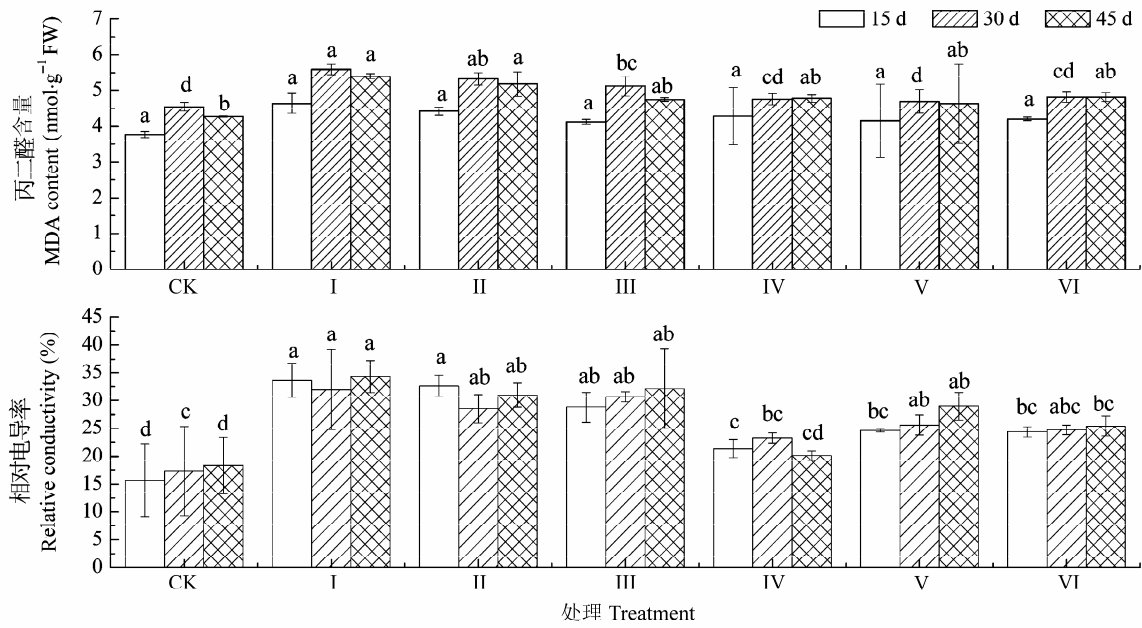 15 d 30 d 45 d
丙二醛含量
MDA content (nmol·g⁻¹ FW)
7
6
5
4
3
2
1
0
a d b
a a a
a ab a
a bc ab
a cd ab
a d ab
a cd ab
CK I II III IV V VI
相对电导率
Relative conductivity (%)
45
40
35
30
25
20
15
10
5
0
d c d
a a a
a ab ab
ab ab ab
c bc cd
bc ab ab
bc abc bc
CK I II III IV V VI
处理 Treatment